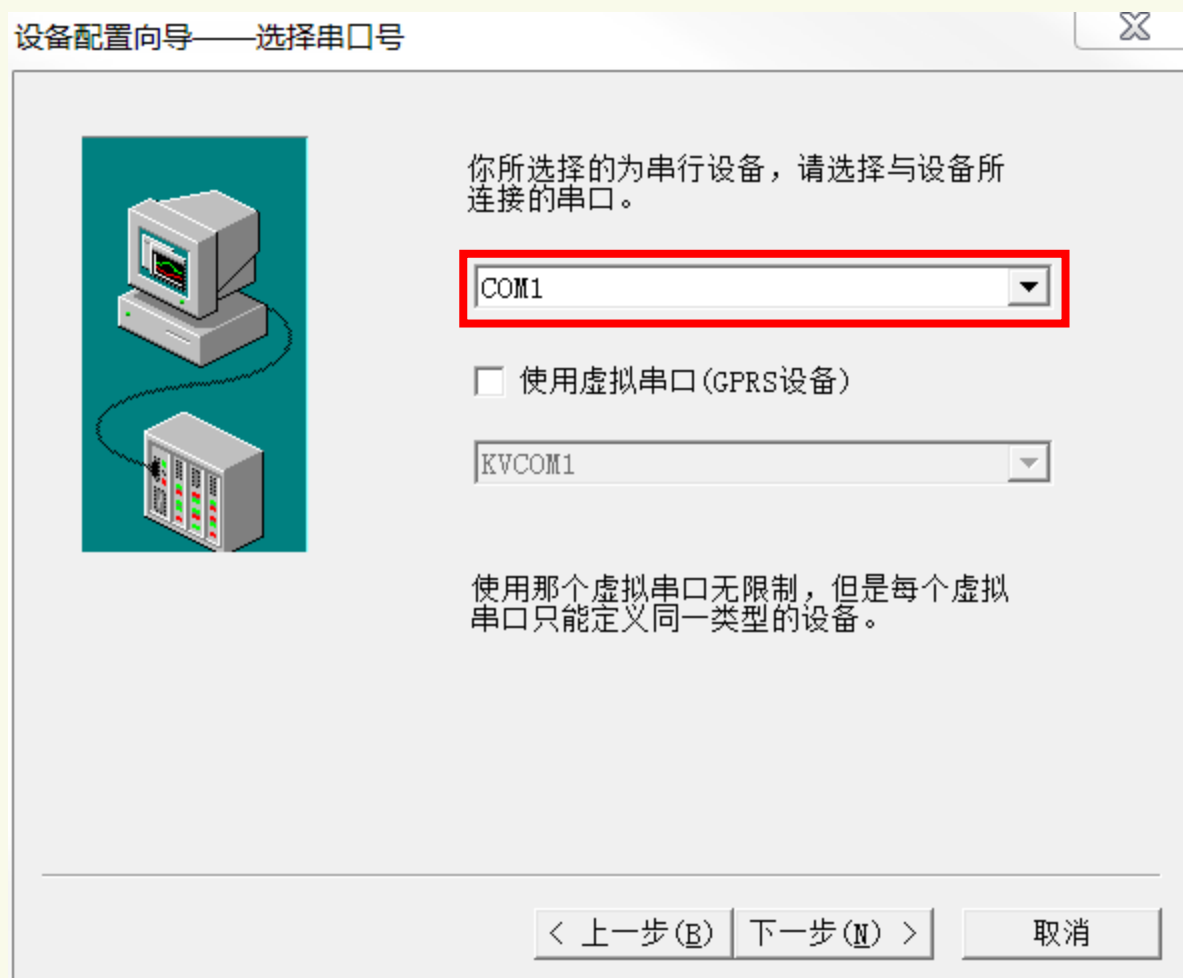 设备配置向导——选择串口号
你所选择的为串行设备，请选择与设备所
连接的串口。
COM1
使用虚拟串口(GPRS设备)
KVCOM1
使用那个虚拟串口无限制，但是每个虚拟
串口只能定义同一类型的设备。
< 上一步(B) 下一步(N) > 取消